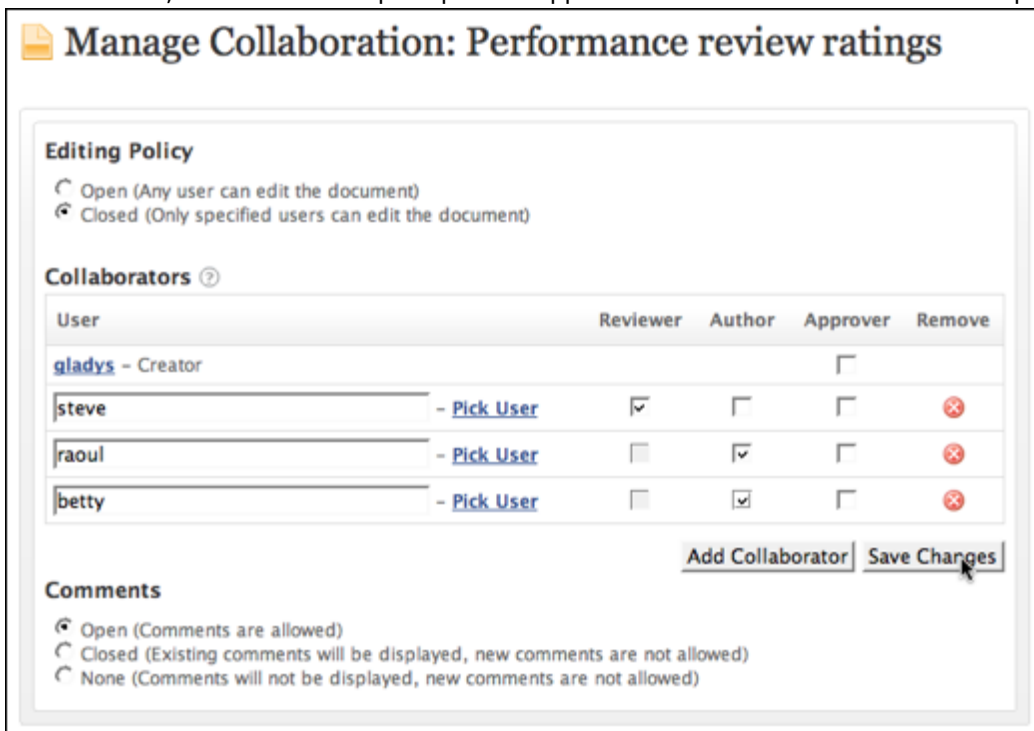 Manage Collaboration: Performance review ratings
Editing Policy
Open (Any user can edit the document)
Closed (Only specified users can edit the document)
Collaborators ?
User Reviewer Author Approver Remove
gladys – Creator
steve – Pick User
raoul – Pick User
betty – Pick User
Add Collaborator Save Changes
Comments
Open (Comments are allowed)
Closed (Existing comments will be displayed, new comments are not allowed)
None (Comments will not be displayed, new comments are not allowed)